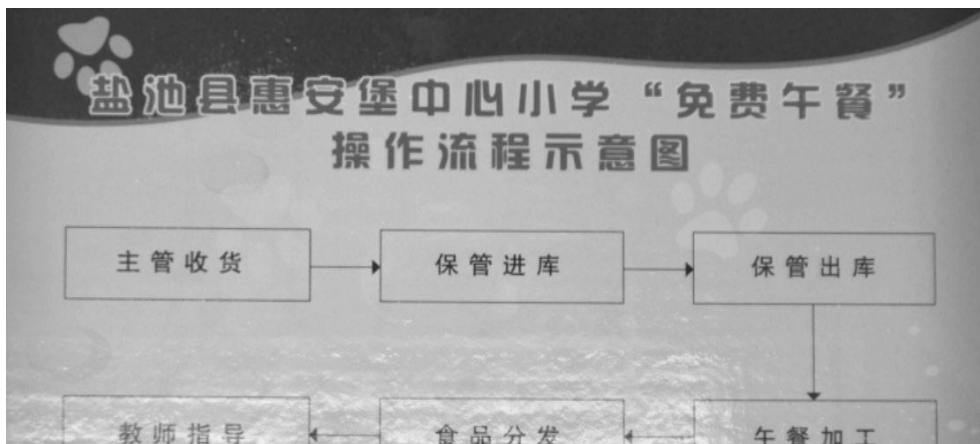 盐池县惠安堡中心小学“免费午餐”
操作流程示意图
主管收货
保管进库
保管出库
教师指导
食品分发
午餐加工